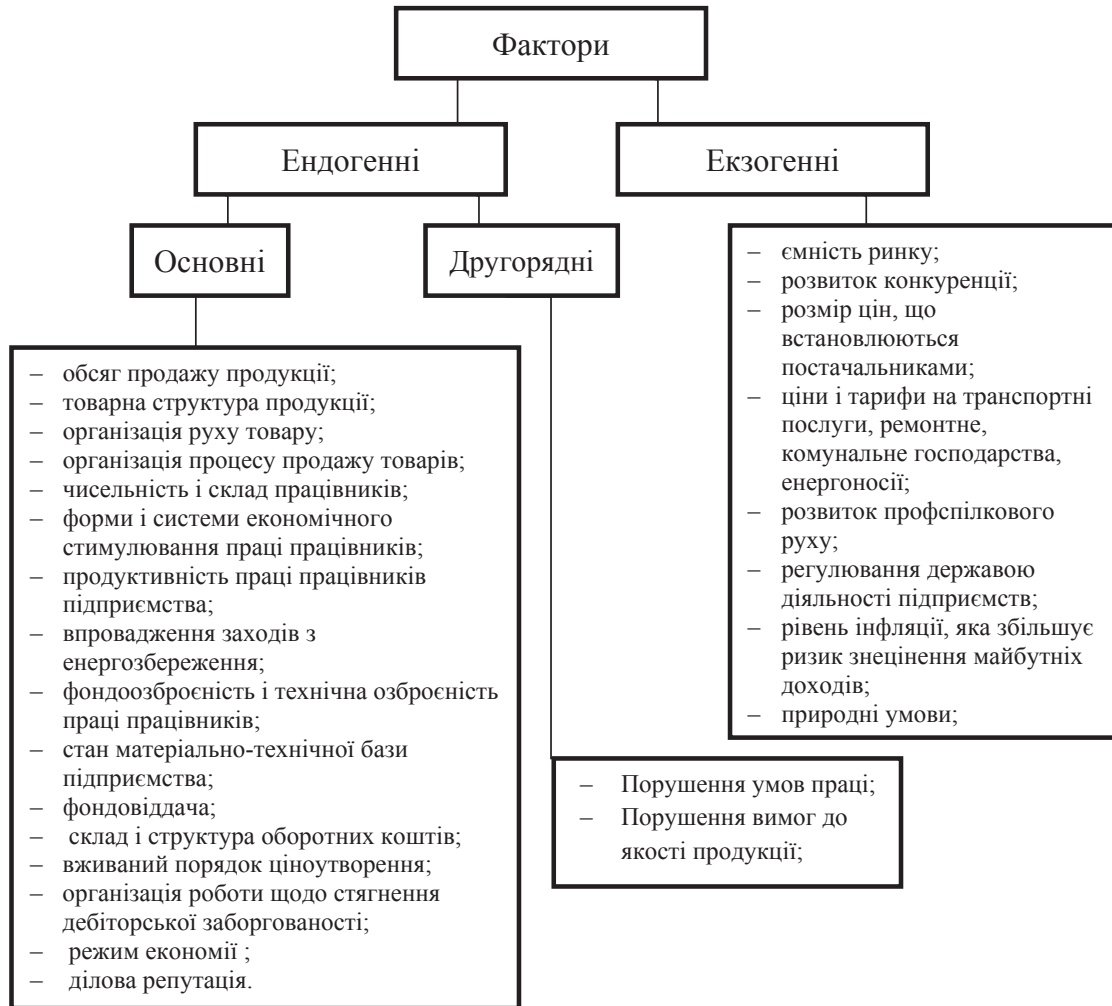 Фактори
Ендогенні
Екзогенні
Основні
Другорядні
– обсяг продажу продукції;
– товарна структура продукції;
– організація руху товару;
– організація процесу продажу товарів;
– чисельність і склад працівників;
– форми і системи економічного
стимулювання праці працівників;
– продуктивність праці працівників
підприємства;
– впровадження заходів з
енергозбереження;
– фондоозброєність і технічна озброєність
праці працівників;
– стан матеріально-технічної бази
підприємства;
– фондовіддача;
– склад і структура оборотних коштів;
– вживаний порядок ціноутворення;
– організація роботи щодо стягнення
дебіторської заборгованості;
– режим економії ;
– ділова репутація.
– Порушення умов праці;
– Порушення вимог до
якості продукції;
– ємність ринку;
– розвиток конкуренції;
– розмір цін, що
встановлюються
постачальниками;
– ціни і тарифи на транспортні
послуги, ремонтне,
комунальне господарства,
енергоносії;
– розвиток профспілкового
руху;
– регулювання державою
діяльності підприємств;
– рівень інфляції, яка збільшує
ризик знецінення майбутніх
доходів;
– природні умови;